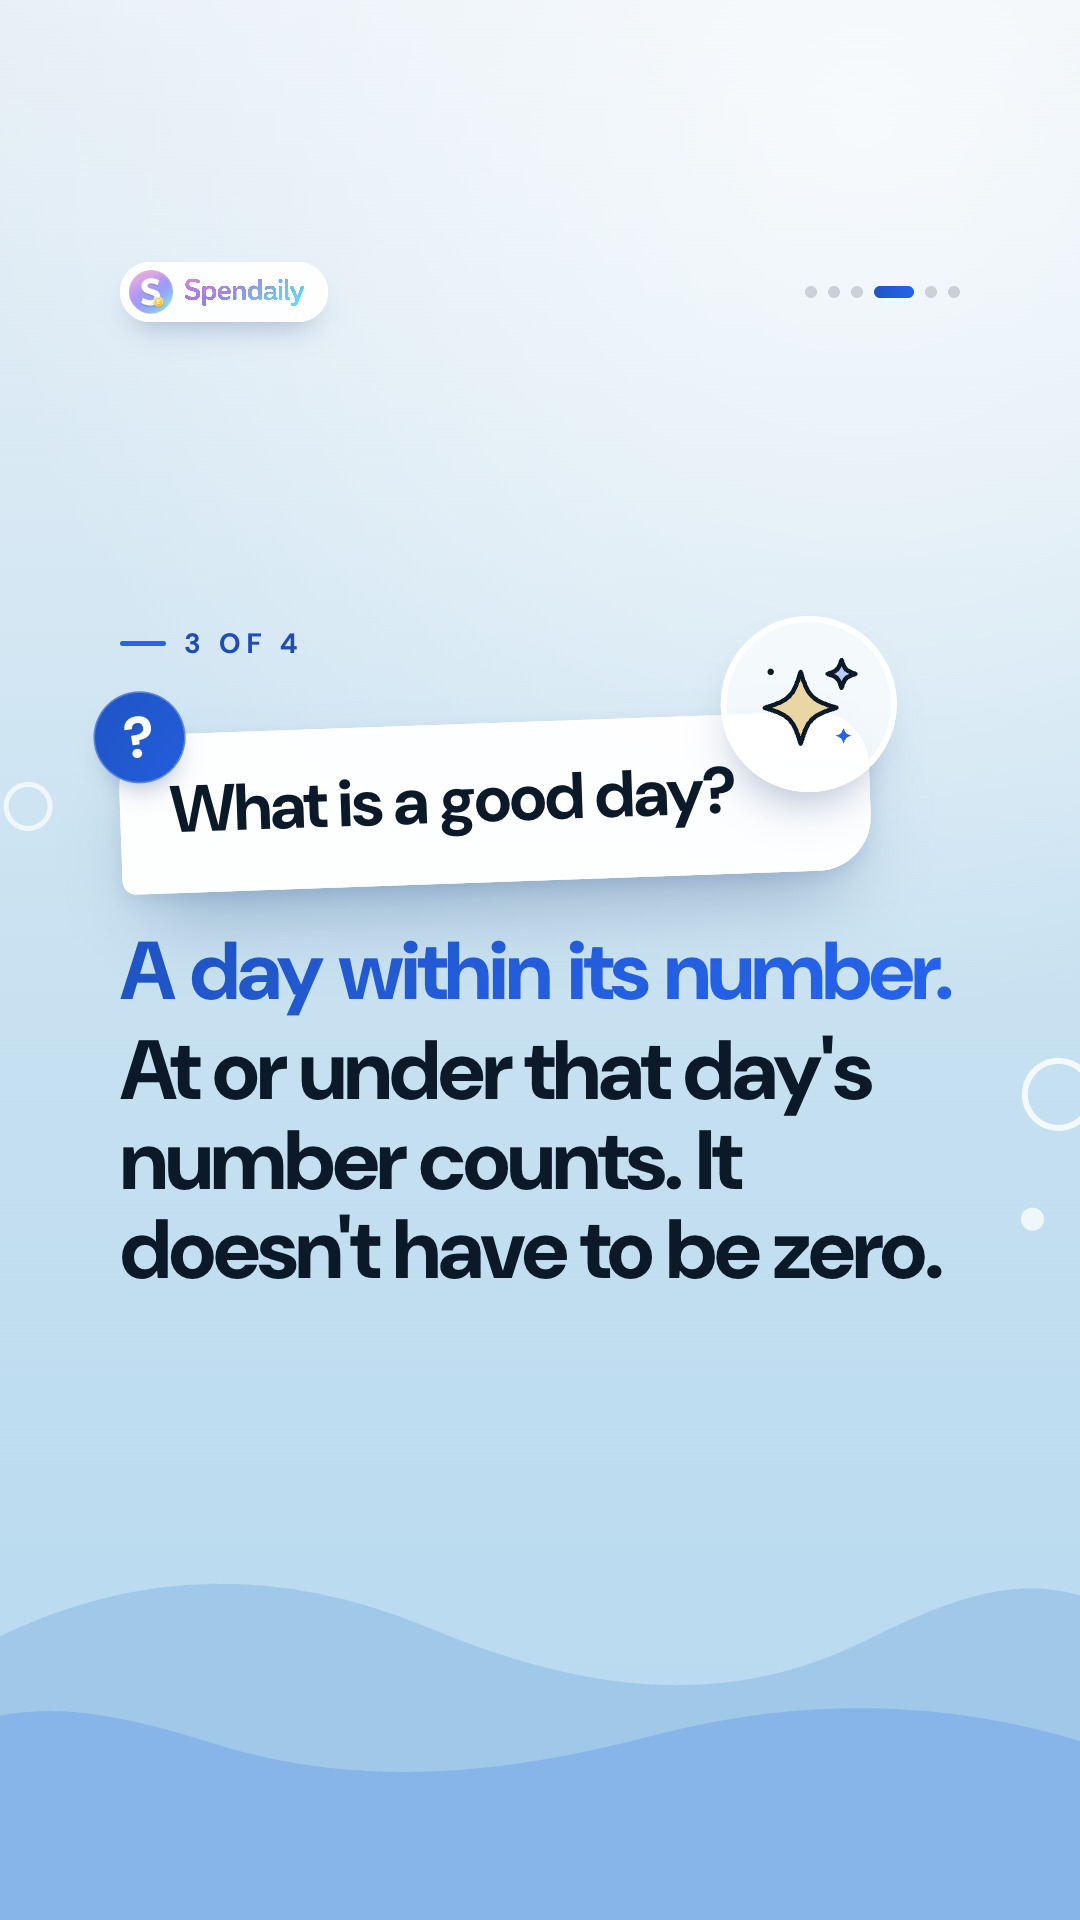 Spendaily
3 OF 4
?
What is a good day?
A day within its number.
At or under that day's
number counts. It
doesn't have to be zero.